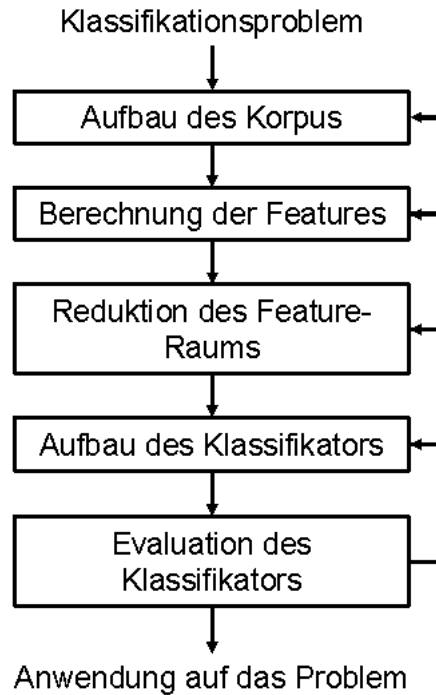 Klassifikationsproblem
Aufbau des Korpus
Berechnung der Features
Reduktion des Feature-
Raums
Aufbau des Klassifikators
Evaluation des
Klassifikators
Anwendung auf das Problem